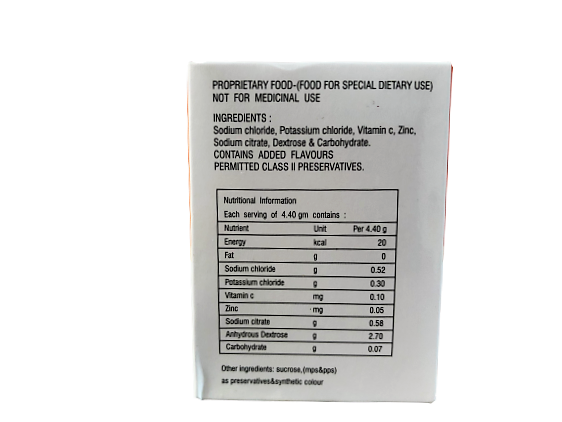 PROPRIETARY FOOD-(FOOD FOR SPECIAL DIETARY USE)
NOT FOR MEDICINAL USE
INGREDIENTS :
Sodium chloride, Potassium chloride, Vitamin c, Zinc,
Sodium citrate, Dextrose & Carbohydrate.
CONTAINS ADDED FLAVOURS
PERMITTED CLASS II PRESERVATIVES.
Nutritional Information
Each serving of 4.40 gm contains :
Nutrient Unit Per 4.40 g
Energy kcal 20
Fat g 0
Sodium chloride g 0.52
Potassium chloride g 0.30
Vitamin c mg 0.10
Zinc mg 0.05
Sodium citrate g 0.58
Anhydrous Dextrose g 2.70
Carbohydrate g 0.07
Other ingredients: sucrose,(mps&pps)
as preservatives&synthetic colour